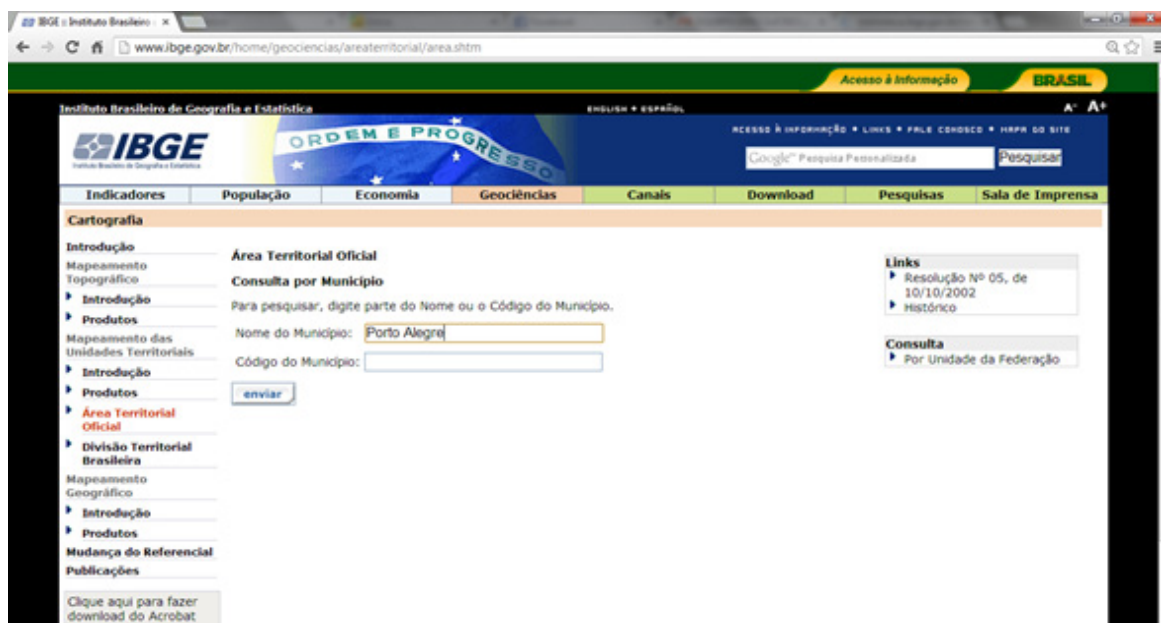 IBGE :: Instituto Brasileiro :
www.ibge.gov.br/home/geociencias/areaterritorial/area.shtm
Acesso à Informação
BRASIL
Instituto Brasileiro de Geografia e Estatística
ENGLISH • ESPAÑOL
A- A+
IBGE
Instituto Brasileiro de Geografia e Estatística
ORDEM E PROGRESSO
ACESSO À INFORMAÇÃO • LINKS • FALE CONOSCO • MAPA DO SITE
Google™ Pesquisa Personalizada
Pesquisar
Indicadores População Economia Geociências Canais Download Pesquisas Sala de Imprensa
Cartografia
Introdução
Mapeamento
Topográfico
Introdução
Produtos
Mapeamento das
Unidades Territoriais
Introdução
Produtos
Área Territorial
Oficial
Divisão Territorial
Brasileira
Mapeamento
Geográfico
Introdução
Produtos
Mudança do Referencial
Publicações
Clique aqui para fazer
download do Acrobat
Área Territorial Oficial
Consulta por Município
Para pesquisar, digite parte do Nome ou o Código do Município.
Nome do Município: Porto Alegre
Código do Município:
enviar
Links
Resolução Nº 05, de
10/10/2002
Histórico
Consulta
Por Unidade da Federação